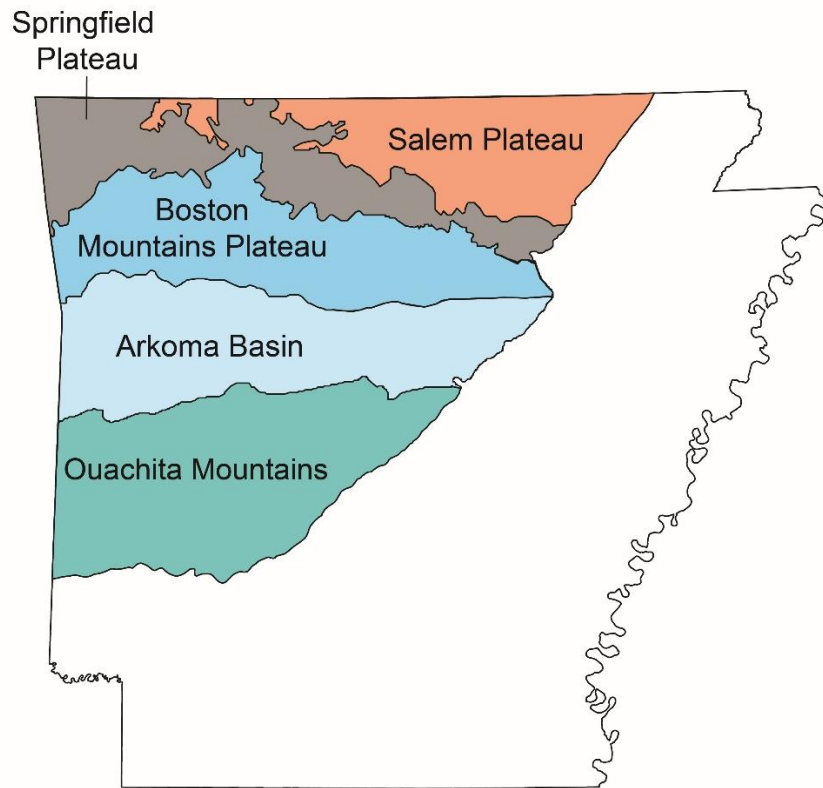 Springfield
Plateau
Salem Plateau
Boston
Mountains Plateau
Arkoma Basin
Ouachita Mountains